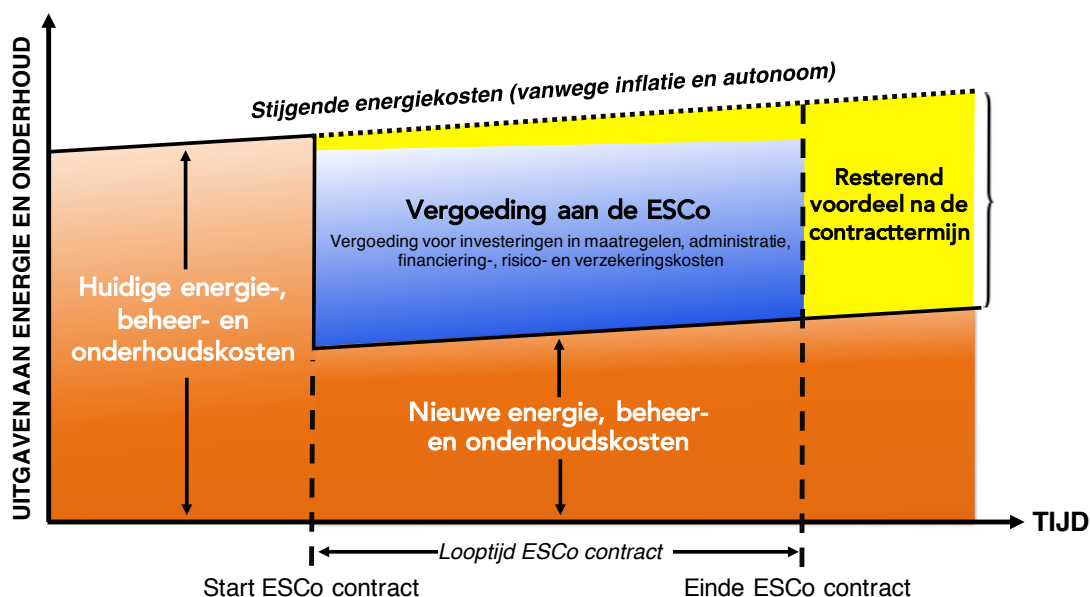 UITGAVEN AAN ENERGIE EN ONDERHOUD
Stijgende energiekosten (vanwege inflatie en autonoom)
Huidige energie-,
beheer- en
onderhoudskosten
Vergoeding aan de ESCo
Vergoeding voor investeringen in maatregelen, administratie,
financiering-, risico- en verzekeringskosten
Resterend
voordeel na de
contracttermijn
Nieuwe energie, beheer-
en onderhoudskosten
TIJD
Looptijd ESCo contract
Start ESCo contract
Einde ESCo contract